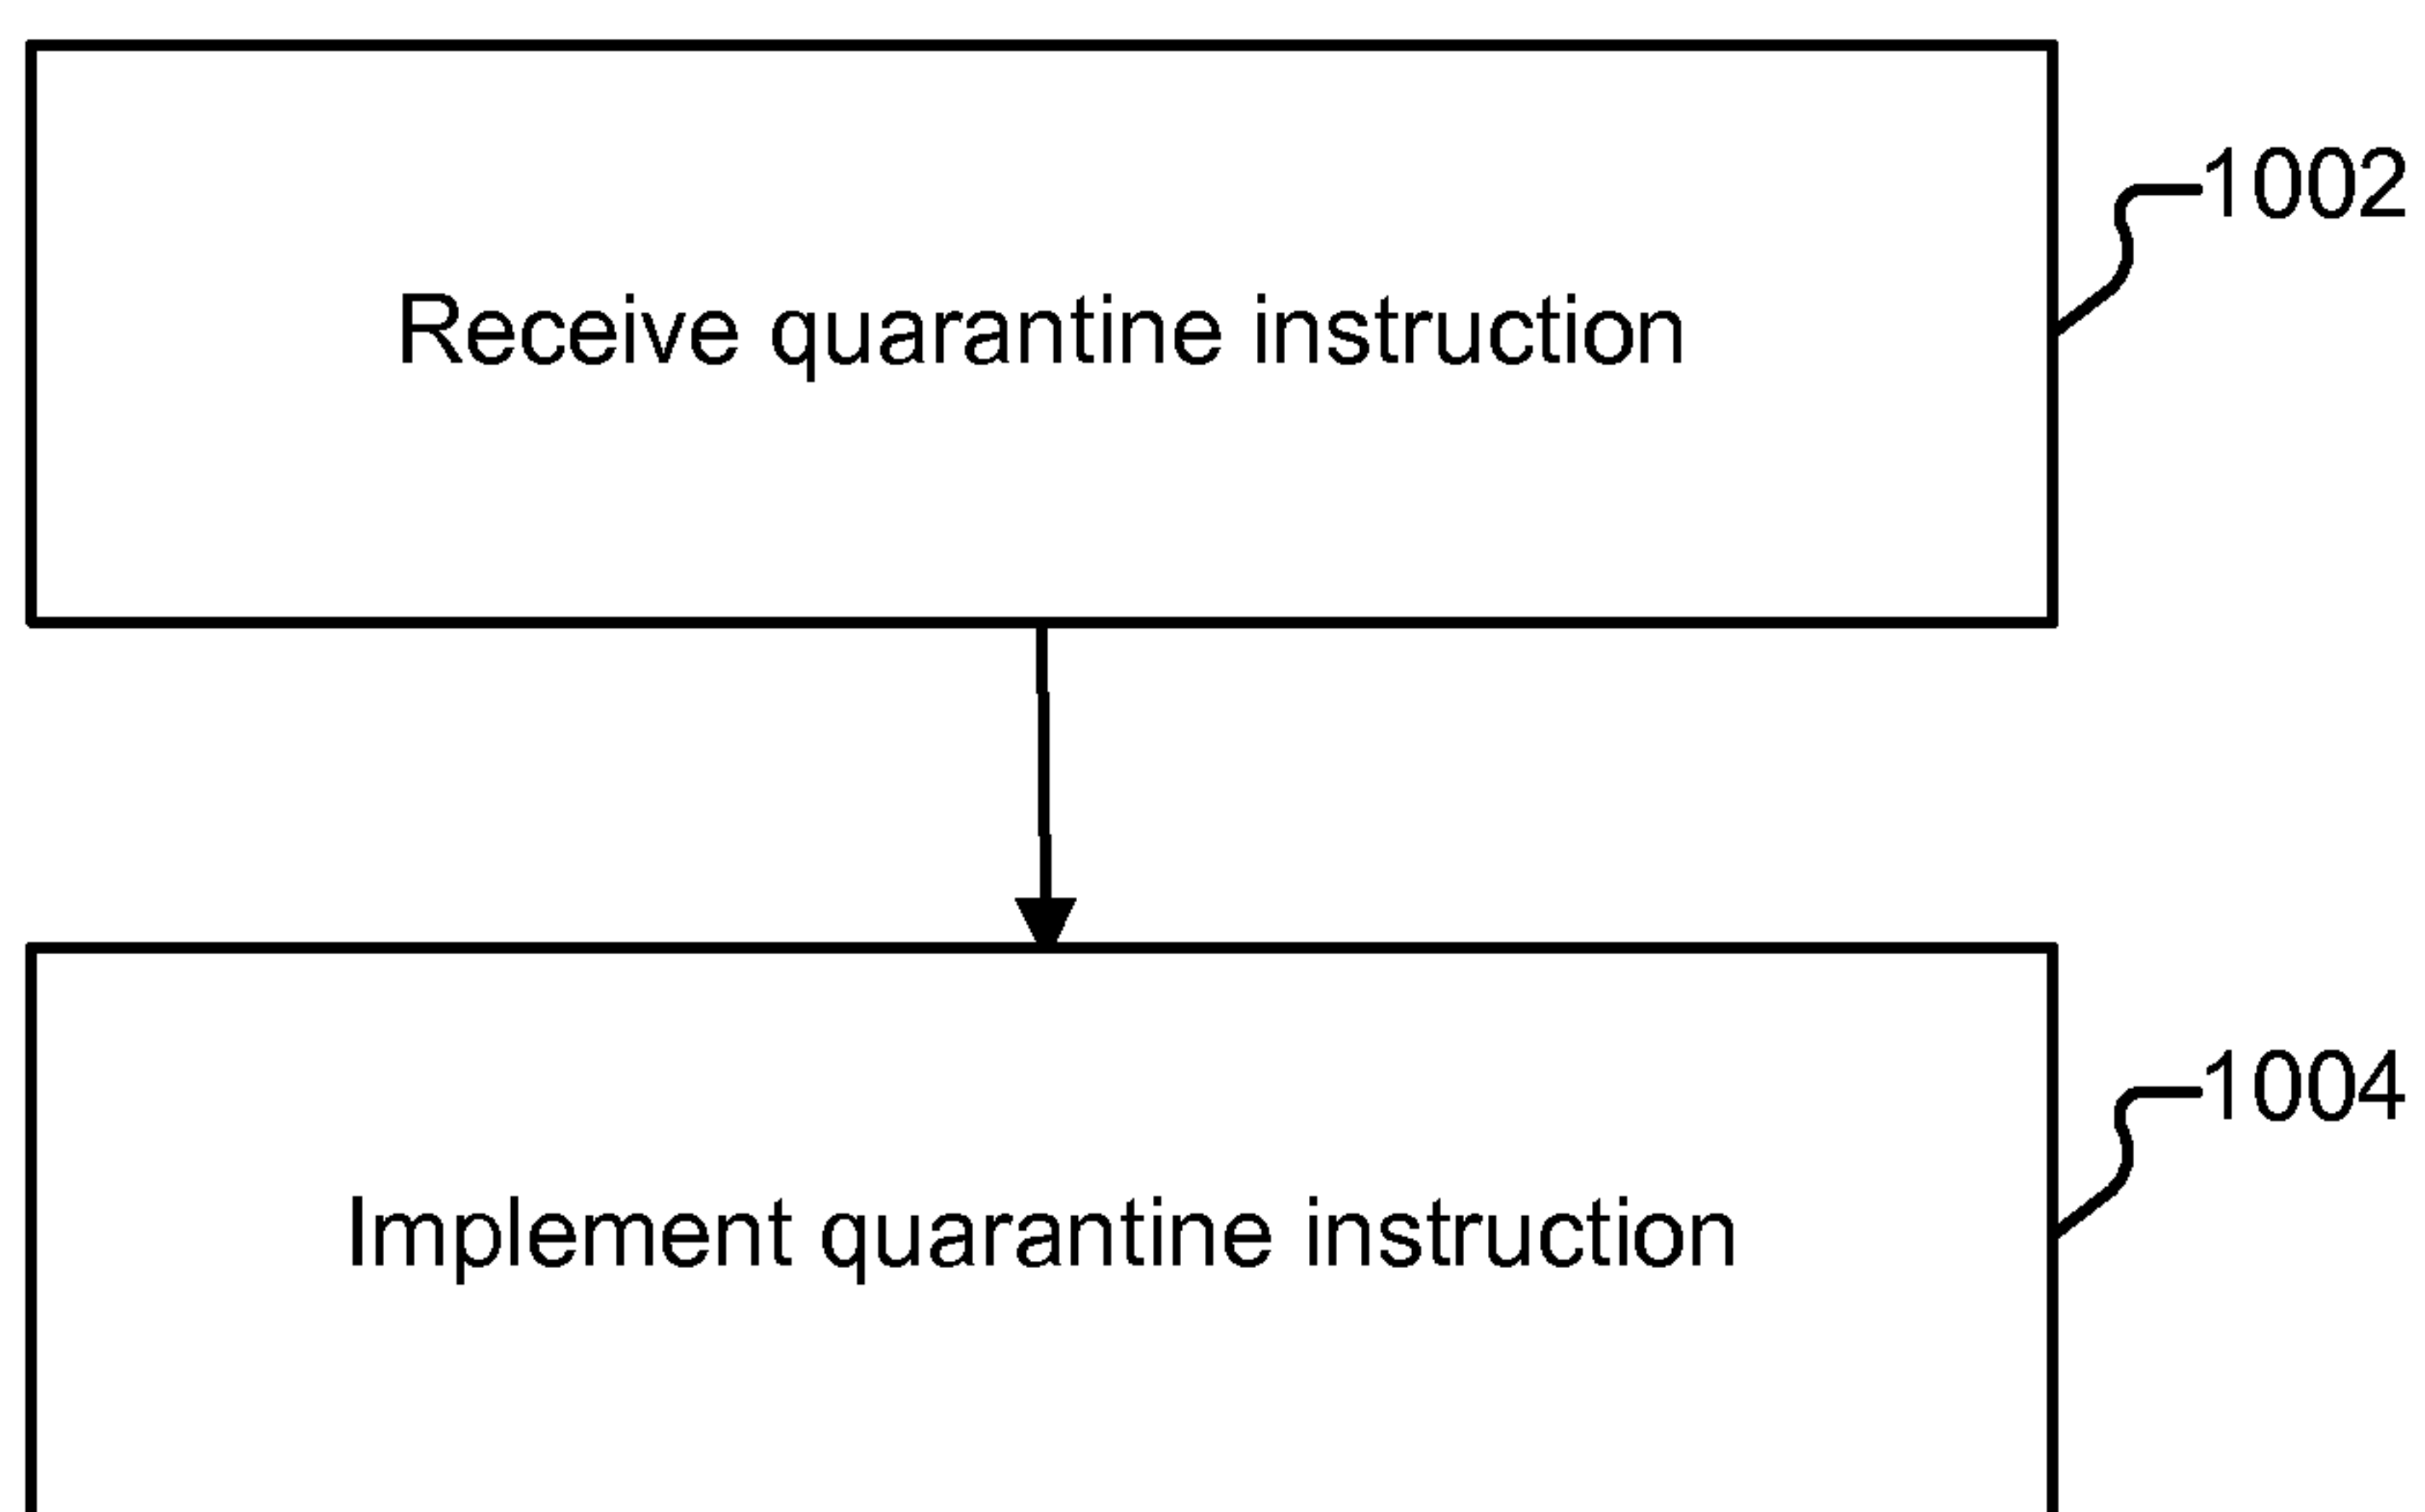 1002
Receive quarantine instruction
1004
Implement quarantine instruction